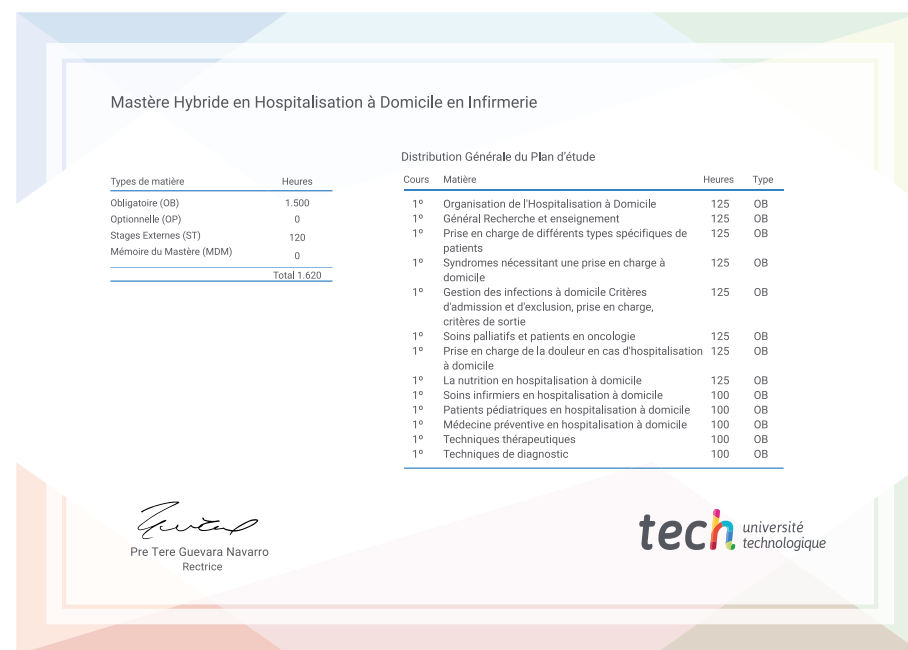 Mastère Hybride en Hospitalisation à Domicile en Infirmerie
Types de matière Heures
Obligatoire (OB) 1.500
Optionnelle (OP) 0
Stages Externes (ST) 120
Mémoire du Mastère (MDM) 0
Total 1.620
Distribution Générale du Plan d'étude
Cours Matière Heures Type
1º Organisation de l'Hospitalisation à Domicile 125 OB
1º Général Recherche et enseignement 125 OB
1º Prise en charge de différents types spécifiques de 125 OB
patients
1º Syndromes nécessitant une prise en charge à 125 OB
domicile
1º Gestion des infections à domicile Critères 125 OB
d'admission et d'exclusion, prise en charge,
critères de sortie
1º Soins palliatifs et patients en oncologie 125 OB
1º Prise en charge de la douleur en cas d'hospitalisation 125 OB
à domicile
1º La nutrition en hospitalisation à domicile 125 OB
1º Soins infirmiers en hospitalisation à domicile 100 OB
1º Patients pédiatriques en hospitalisation à domicile 100 OB
1º Médecine préventive en hospitalisation à domicile 100 OB
1º Techniques thérapeutiques 100 OB
1º Techniques de diagnostic 100 OB
Pre Tere Guevara Navarro
Rectrice
tech université
technologique